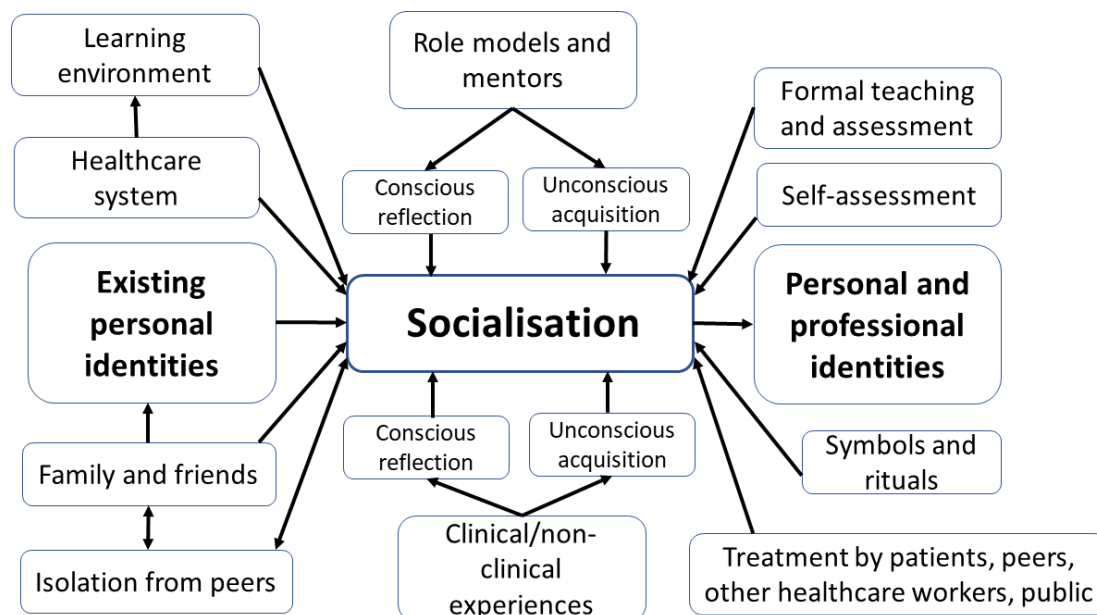 Learning
environment
Role models and
mentors
Formal teaching
and assessment
Healthcare
system
Conscious
reflection
Unconscious
acquisition
Self-assessment
Existing
personal
identities
Socialisation
Personal and
professional
identities
Family and friends
Conscious
reflection
Unconscious
acquisition
Symbols and
rituals
Isolation from peers
Clinical/non-
clinical
experiences
Treatment by patients, peers,
other healthcare workers, public